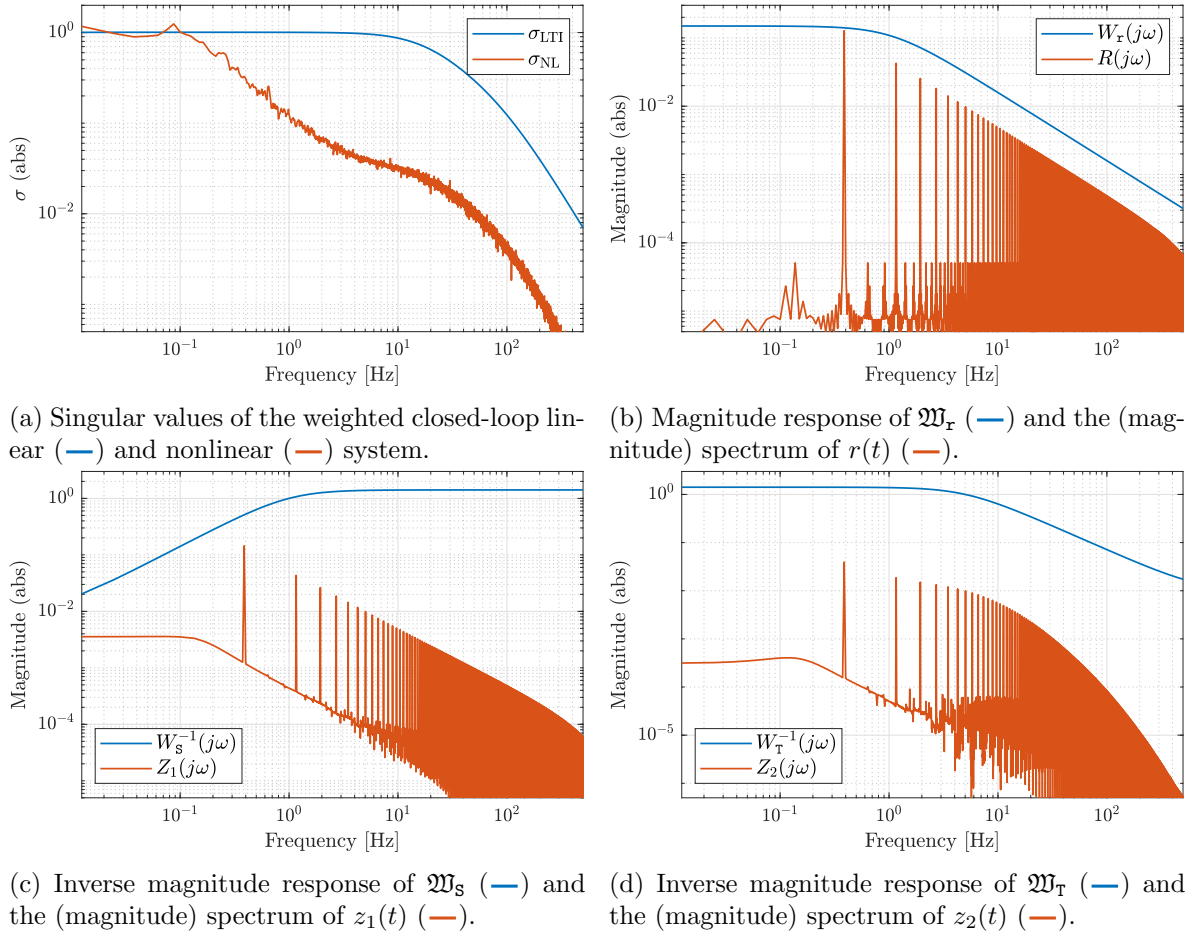 10^0
10^{-2}
σ (abs)
σ_LTI
σ_NL
10^{-1}
10^0
10^1
10^2
Frequency [Hz]
10^{-2}
10^{-4}
Magnitude (abs)
W_r(jω)
R(jω)
10^{-1}
10^0
10^1
10^2
Frequency [Hz]
(a) Singular values of the weighted closed-loop lin-
ear (—) and nonlinear (—) system.
(b) Magnitude response of 𝔚_r (—) and the (mag-
nitude) spectrum of r(t) (—).
10^0
10^{-2}
10^{-4}
Magnitude (abs)
W_S^{-1}(jω)
Z_1(jω)
10^{-1}
10^0
10^1
10^2
Frequency [Hz]
10^0
10^{-5}
Magnitude (abs)
W_T^{-1}(jω)
Z_2(jω)
10^{-1}
10^0
10^1
10^2
Frequency [Hz]
(c) Inverse magnitude response of 𝔚_S (—) and
the (magnitude) spectrum of z_1(t) (—).
(d) Inverse magnitude response of 𝔚_T (—) and
the (magnitude) spectrum of z_2(t) (—).